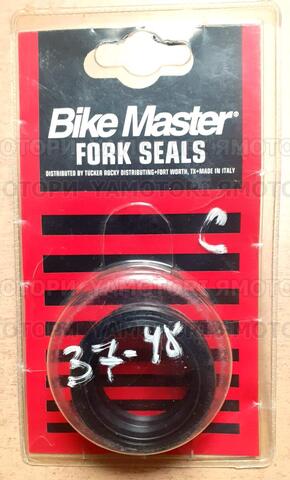 Bike Master®
FORK SEALS
DISTRIBUTED BY TUCKER ROCKY DISTRIBUTING•FORT WORTH, TX•MADE IN ITALY
C
37-48